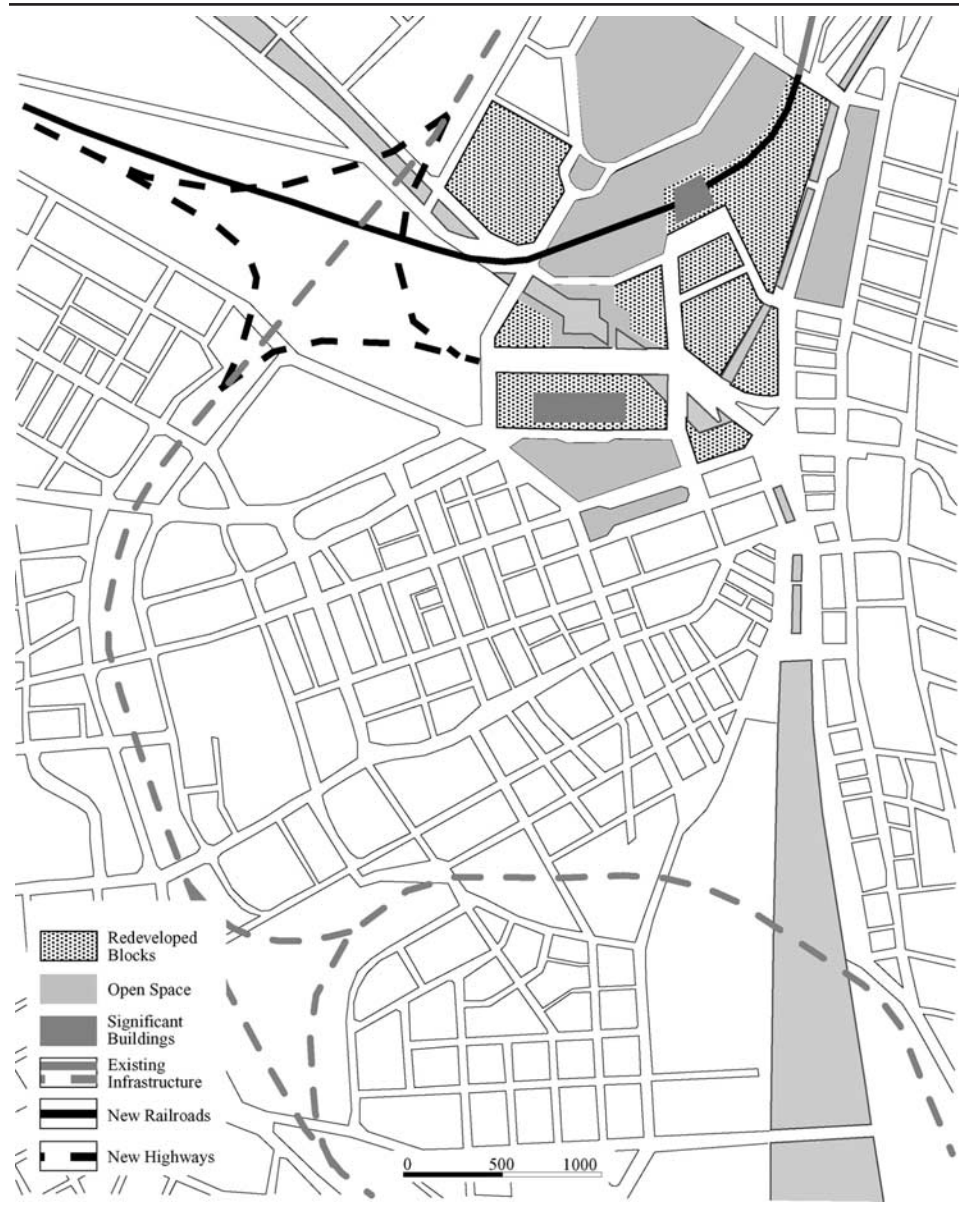 Redeveloped
Blocks
Open Space
Significant
Buildings
Existing
Infrastructure
New Railroads
New Highways
0 500 1000